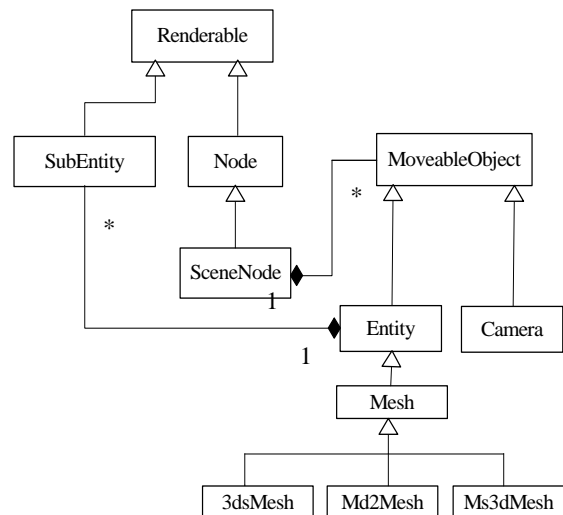 Renderable
SubEntity
Node
MoveableObject
*
*
SceneNode
1
Entity
Camera
1
Mesh
3dsMesh
Md2Mesh
Ms3dMesh